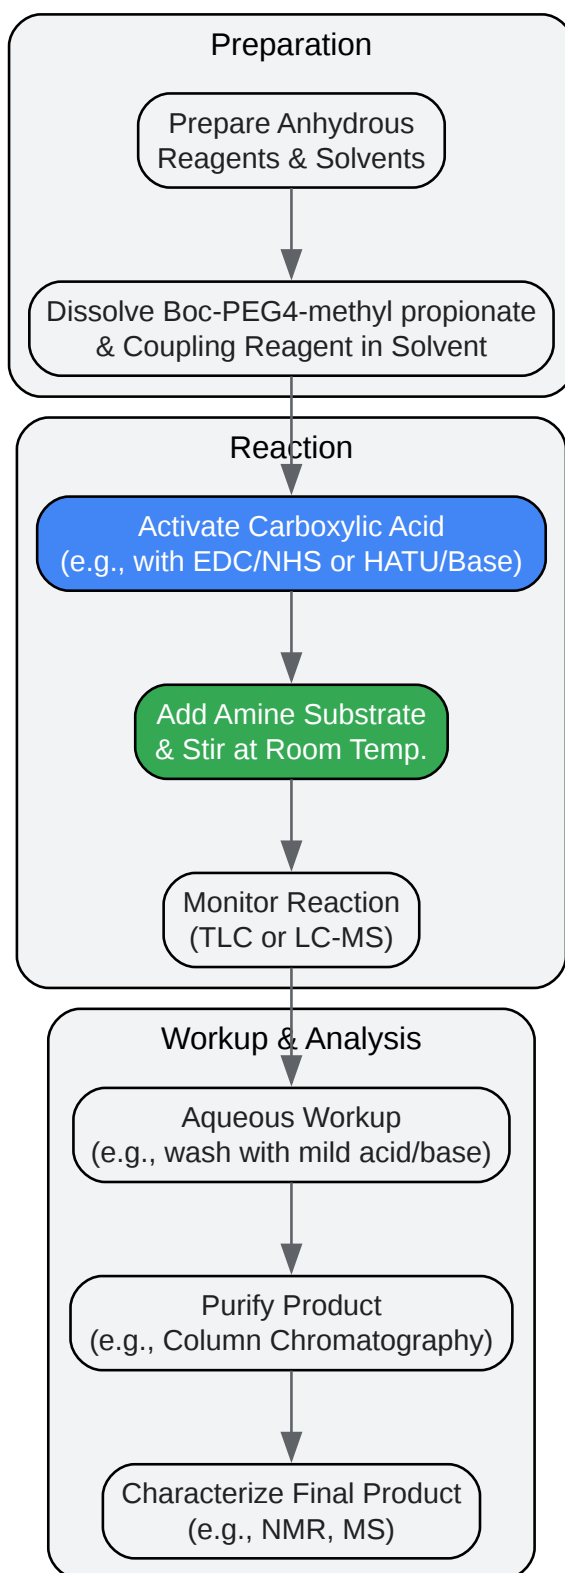 Preparation
Prepare Anhydrous
Reagents & Solvents
Dissolve Boc-PEG4-methyl propionate
& Coupling Reagent in Solvent
Reaction
Activate Carboxylic Acid
(e.g., with EDC/NHS or HATU/Base)
Add Amine Substrate
& Stir at Room Temp.
Monitor Reaction
(TLC or LC-MS)
Workup & Analysis
Aqueous Workup
(e.g., wash with mild acid/base)
Purify Product
(e.g., Column Chromatography)
Characterize Final Product
(e.g., NMR, MS)